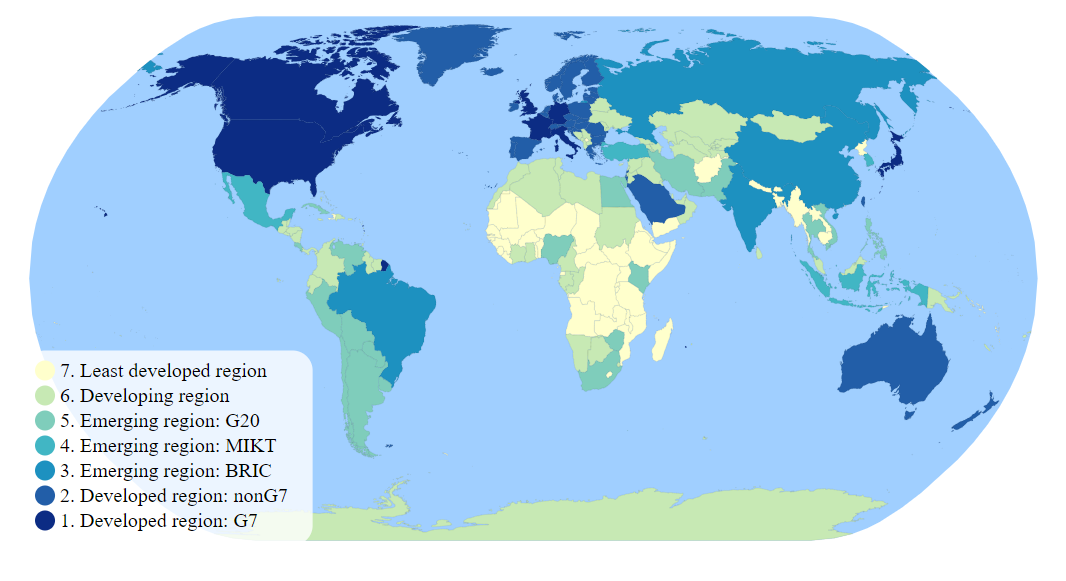 7. Least developed region
6. Developing region
5. Emerging region: G20
4. Emerging region: MIKT
3. Emerging region: BRIC
2. Developed region: nonG7
1. Developed region: G7